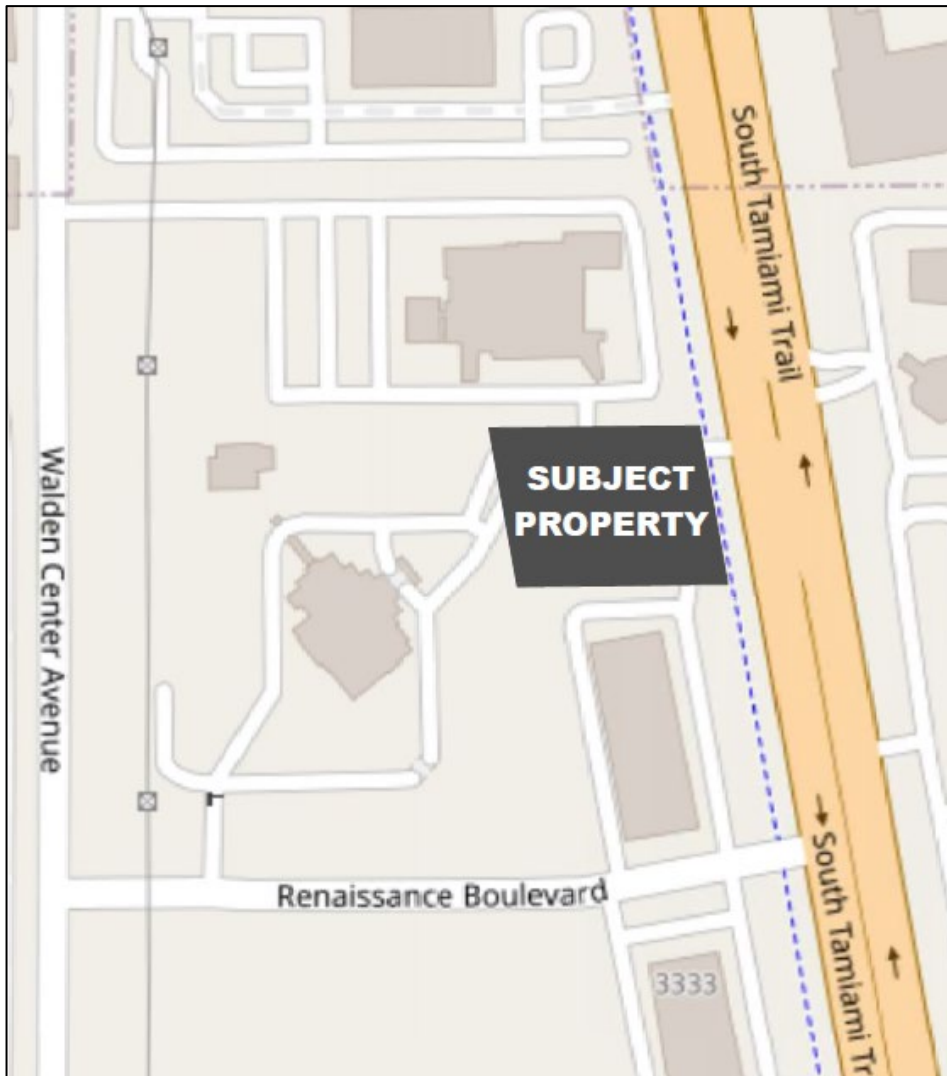 South Tamiami Trail
SUBJECT
PROPERTY
Walden Center Avenue
Renaissance Boulevard
South Tamiami Tr
3333